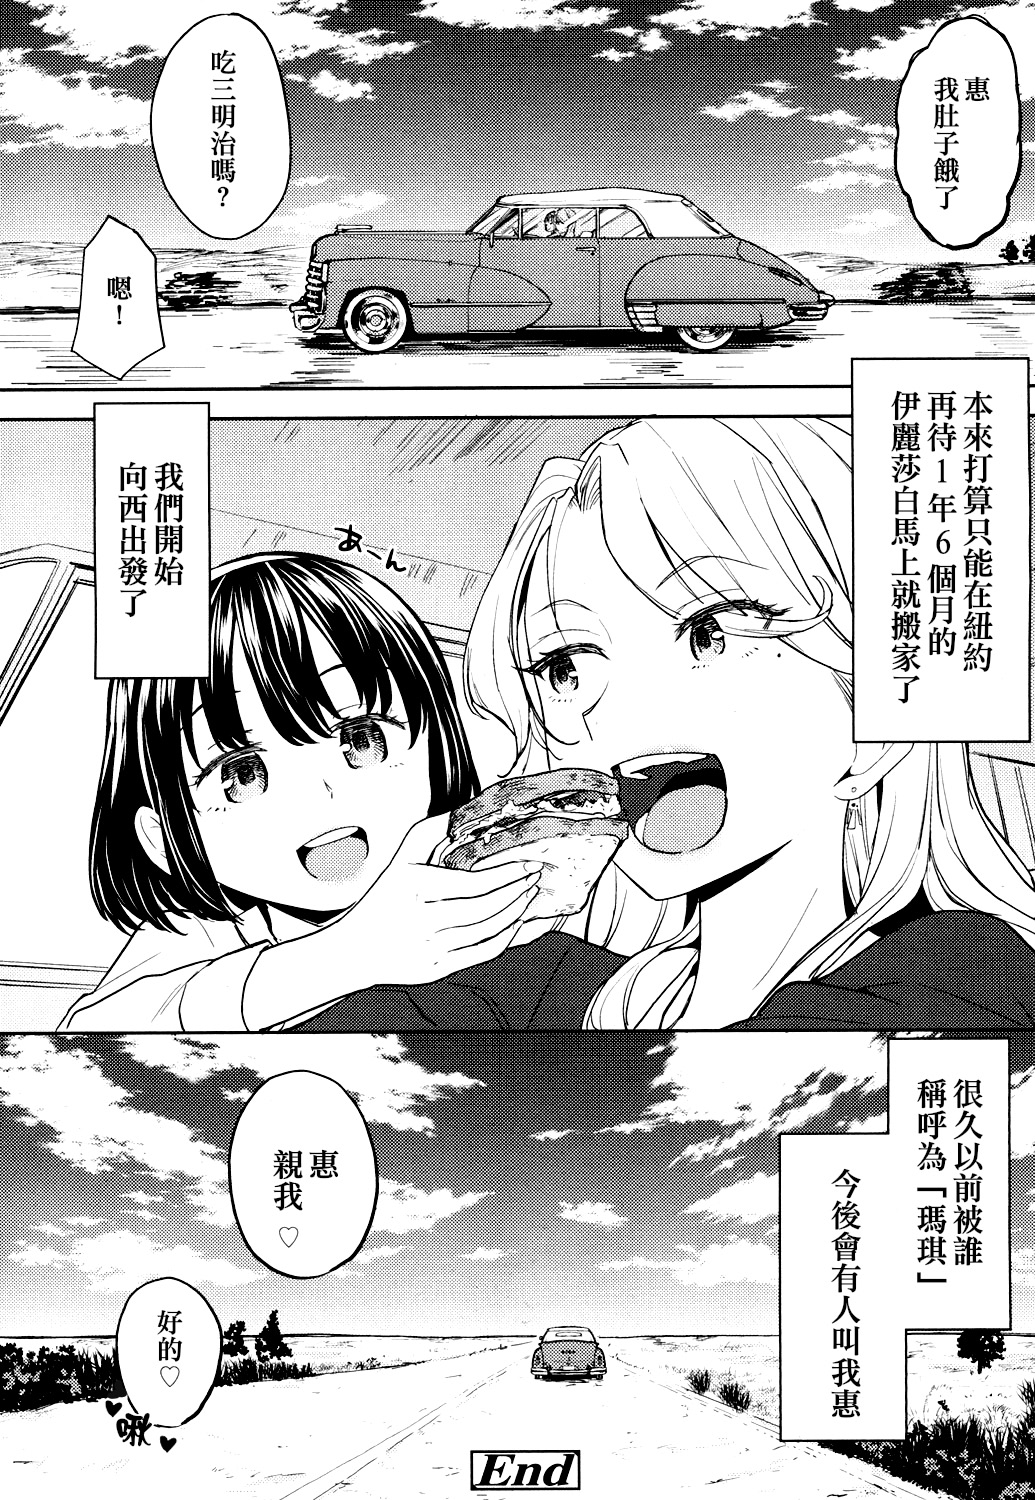 惠
我肚子餓了
吃三明治嗎？
嗯！
本來打算只能在紐約
再待1年6個月的
伊麗莎白馬上就搬家了
あーん
我們開始
向西出發了
很久以前被誰
稱呼為「瑪琪」
今後會有人叫我惠
惠
親我♡
好的♡
啾
End